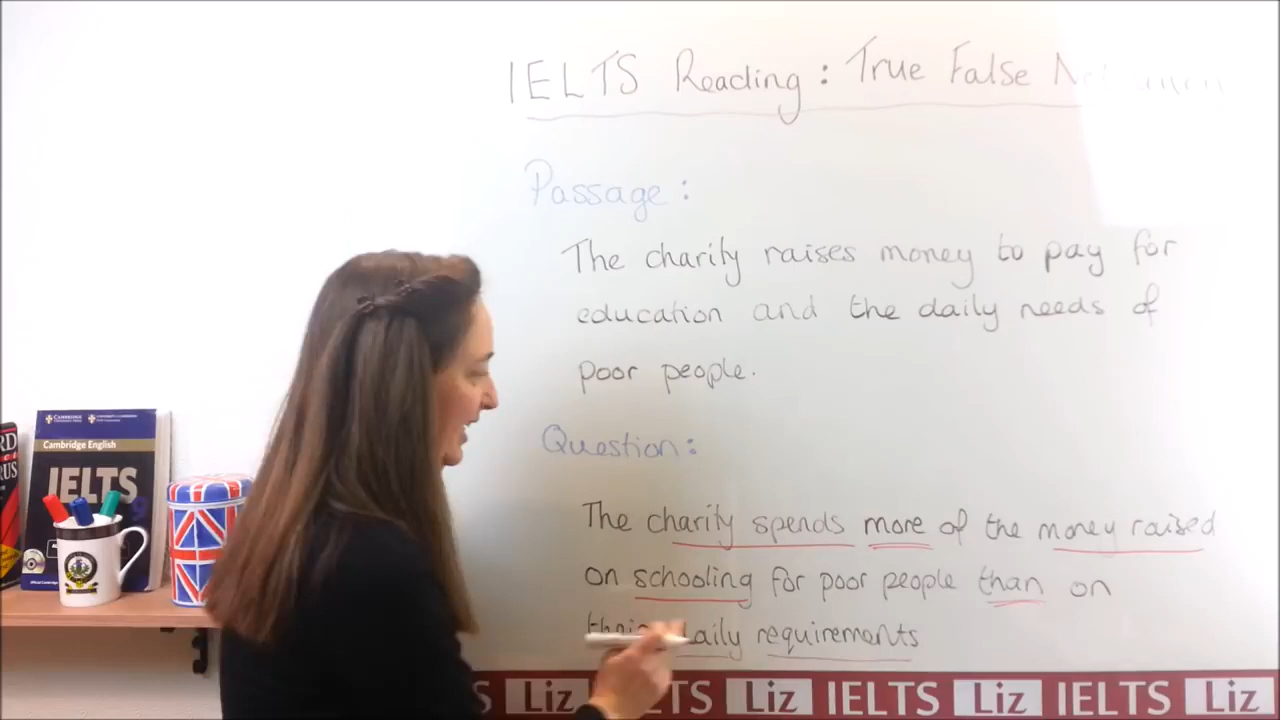 IELTS Reading : True False
Passage :
The charity raises money to pay for
education and the daily needs of
poor people.
Question :
The charity spends more of the money raised
on schooling for poor people than on
requirements
Cambridge English
IELTS
Liz IELTS Liz IELTS Liz